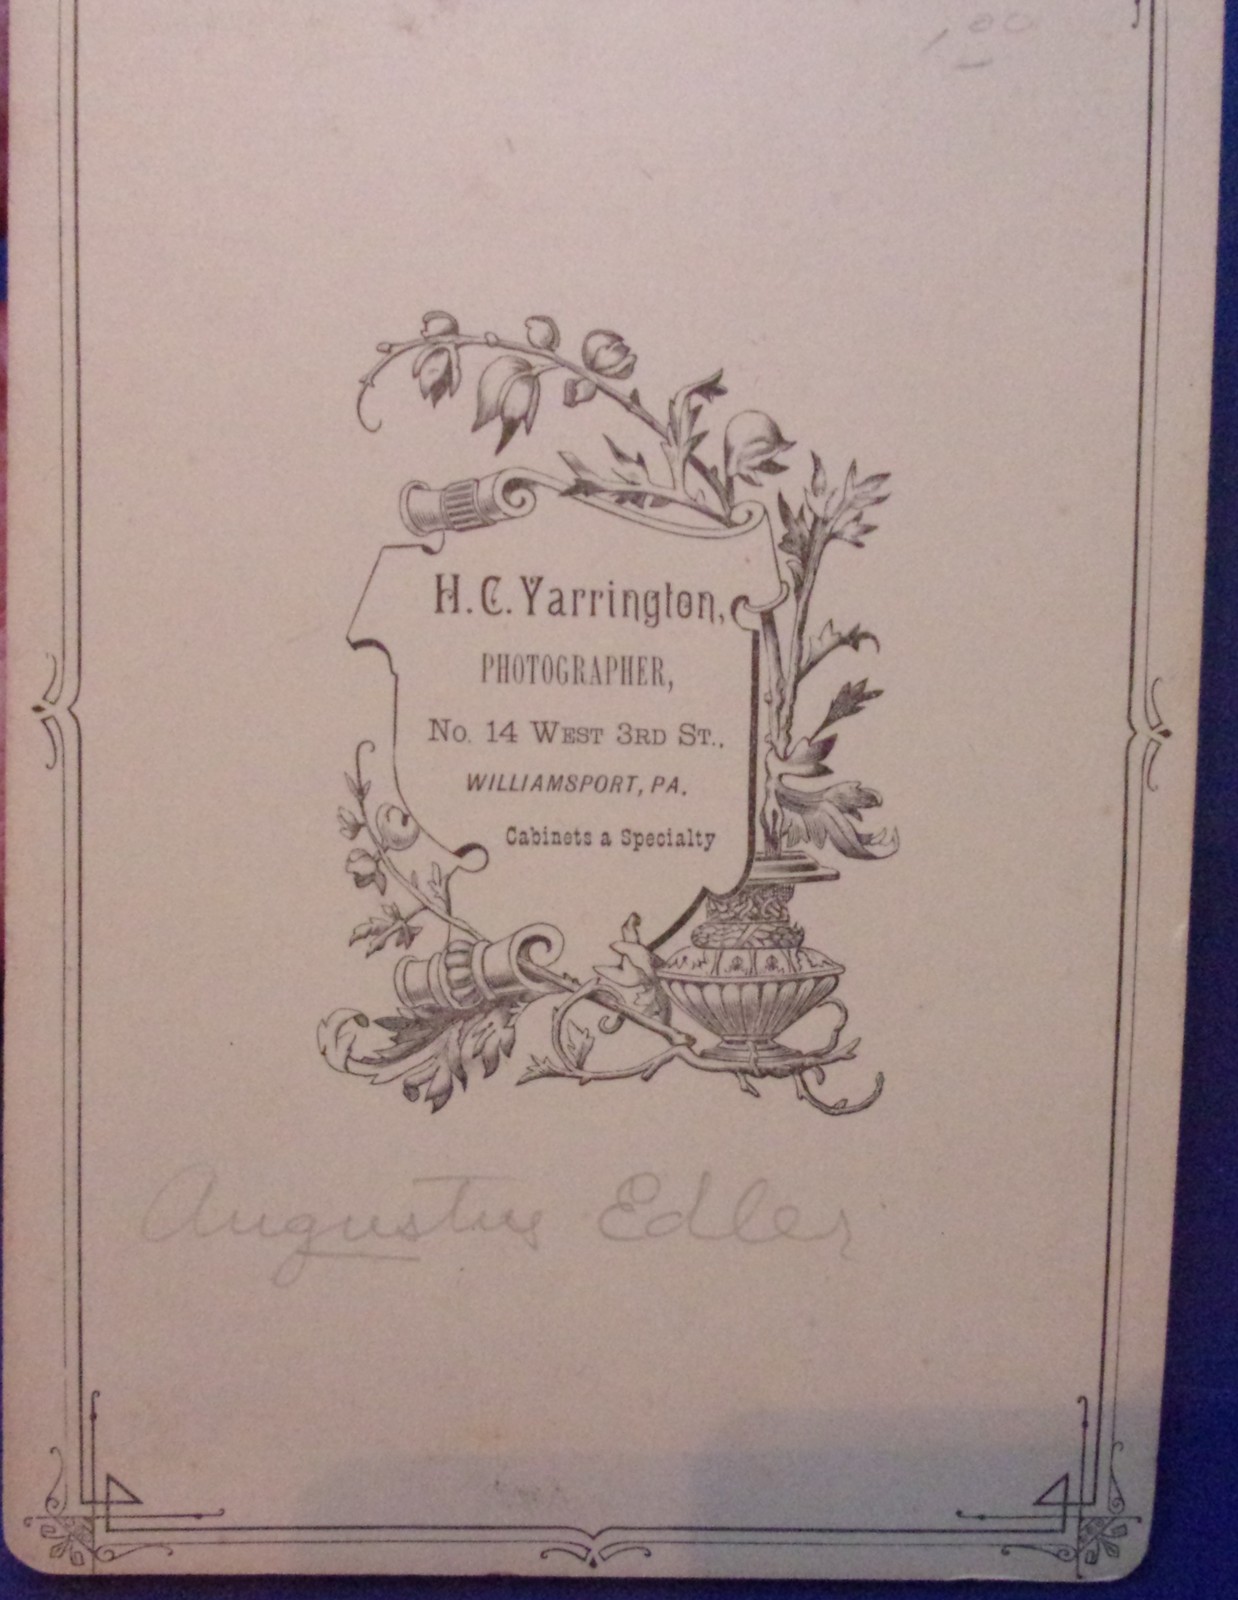 H.C. Yarrington,
PHOTOGRAPHER,
No. 14 WEST 3RD ST.,
WILLIAMSPORT, PA.
Cabinets a Specialty
Augustus Edler